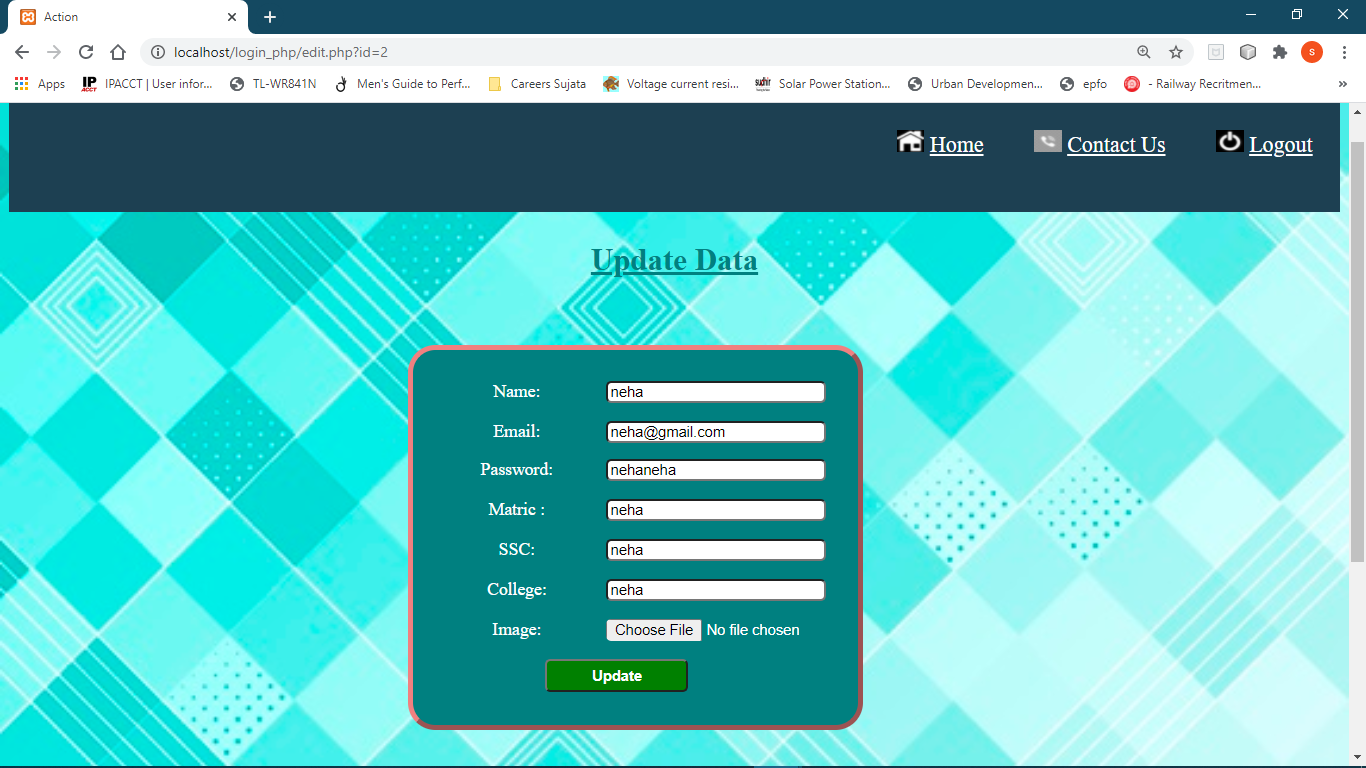 Action
localhost/login_php/edit.php?id=2
S
Apps IPACCT | User infor... TL-WR841N Men's Guide to Perf... Careers Sujata Voltage current resi... Solar Power Station... Urban Developmen... epfo - Railway Recritmen... »
Home Contact Us Logout
Update Data
Name: neha
Email: neha@gmail.com
Password: nehaneha
Matric : neha
SSC: neha
College: neha
Image: Choose File No file chosen
Update